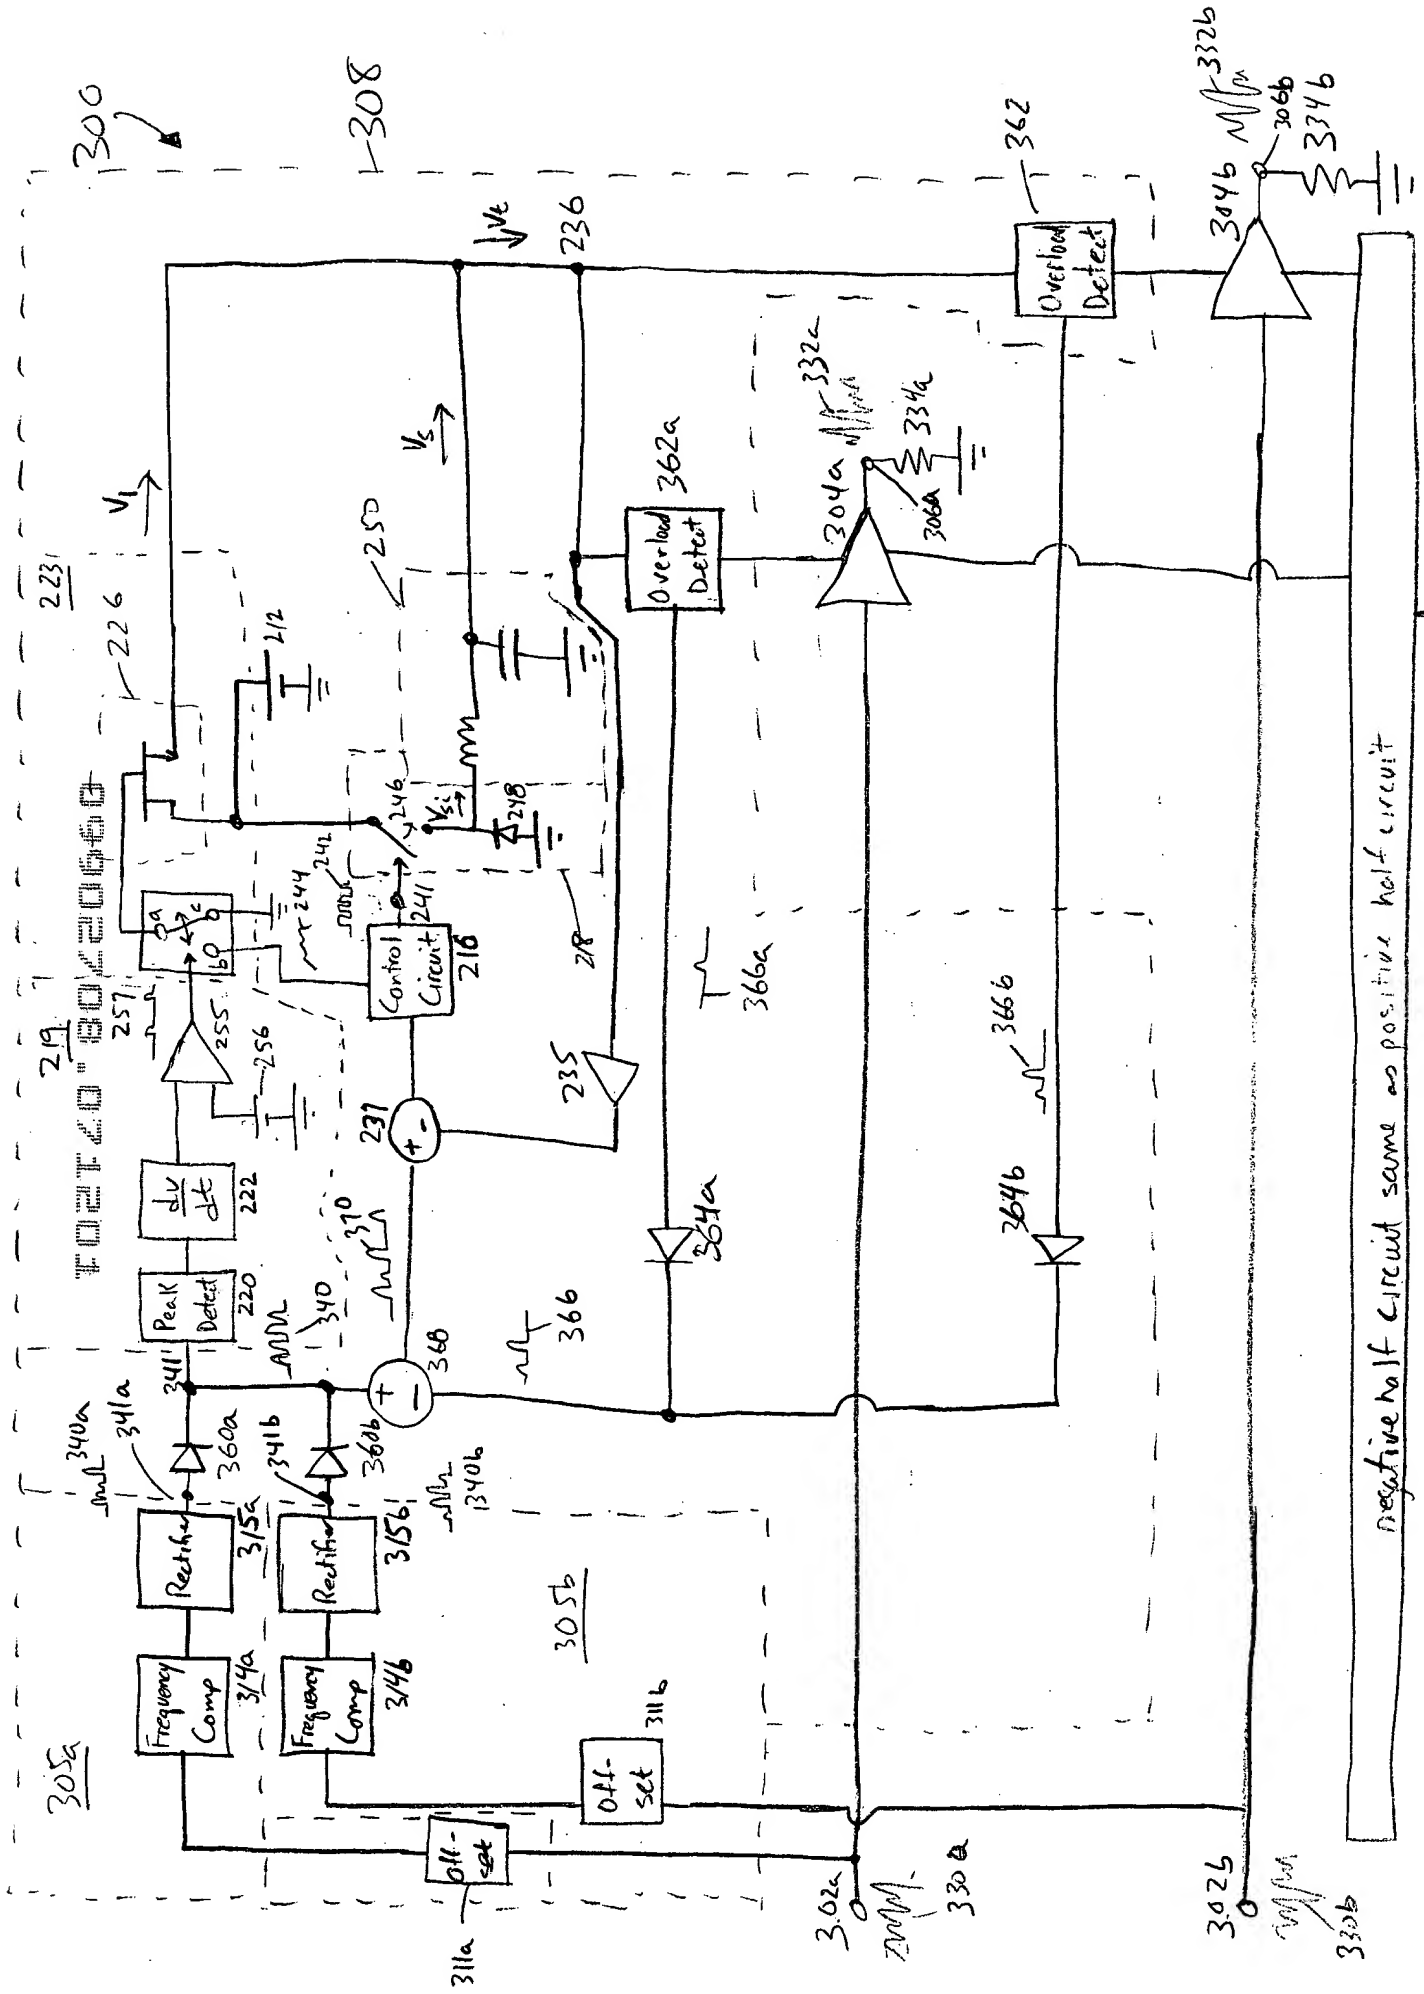 300
308
223
226
V1
Vs
Vt
236
212
250
219
257
255
256
a
b
c
244
242
241
246
Vsi
248
218
Control
Circuit
216
dv
dt
222
Peak
Detect
220
237
+
-
235
370
340
341
368
+
-
366
340a
341a
360a
341b
360b
340b
Rectifier
315a
Rectifier
315b
Frequency
Comp
314a
Frequency
Comp
314b
305a
305b
Off-
set
311a
Off-
set
311b
Overload
Detect
362a
Overload
Detect
362
364a
366a
364b
366b
304a
332a
306a
334a
304b
332b
306b
334b
302a
330a
302b
330b
negative half circuit same as positive half circuit